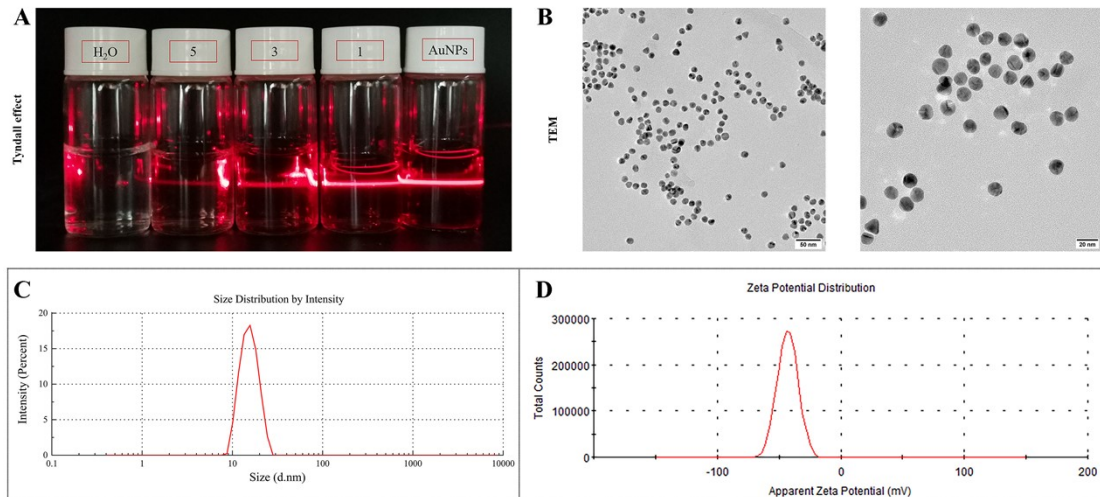 A
H₂O
5
3
1
AuNPs
Tyndall effect
B
TEM
50 nm
20 nm
C
Size Distribution by Intensity
Intensity (Percent)
20
15
10
5
0
0.1
1
10
100
1000
10000
Size (d.nm)
D
Zeta Potential Distribution
Total Counts
300000
200000
100000
0
-100
0
100
200
Apparent Zeta Potential (mV)